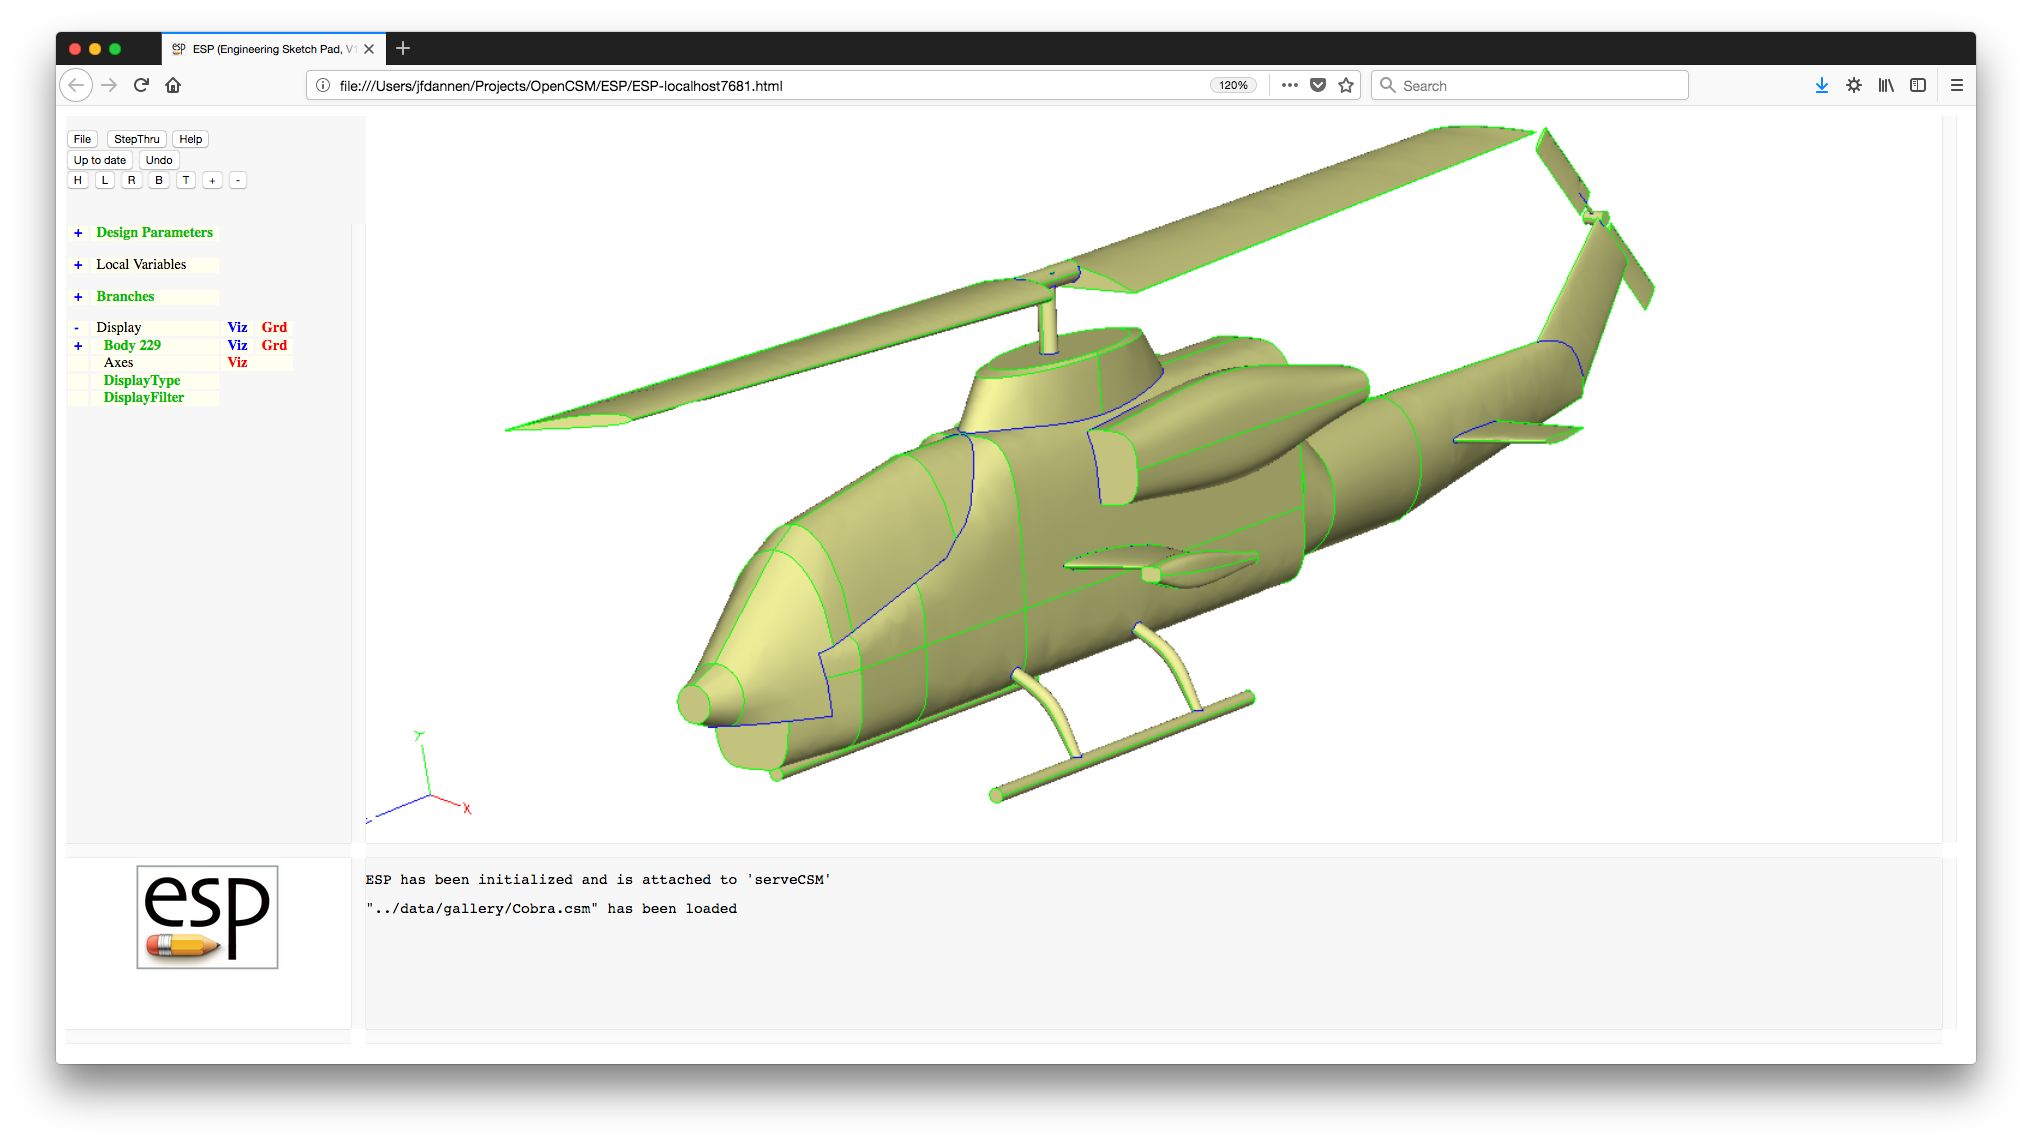 ESP (Engineering Sketch Pad, V1
file:///Users/jfdannen/Projects/OpenCSM/ESP/ESP-localhost7681.html
120%
Search
File StepThru Help
Up to date Undo
H L R B T + -
+ Design Parameters
+ Local Variables
+ Branches
- Display Viz Grd
+ Body 229 Viz Grd
Axes Viz
DisplayType
DisplayFilter
Y
X
esp
ESP has been initialized and is attached to 'serveCSM'
"../data/gallery/Cobra.csm" has been loaded